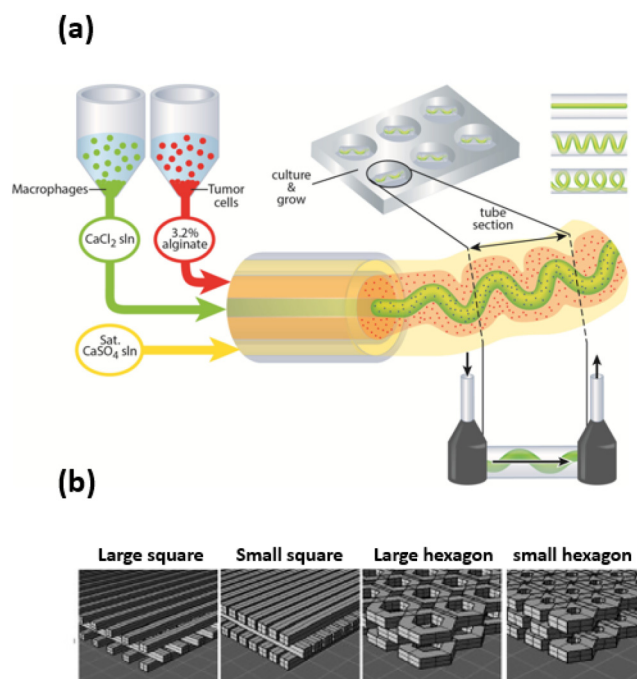 (a)
Macrophages
Tumor
cells
CaCl2 sln
3.2%
alginate
Sat.
CaSO4 sln
culture &
grow
tube
section
(b)
Large square
Small square
Large hexagon
small hexagon